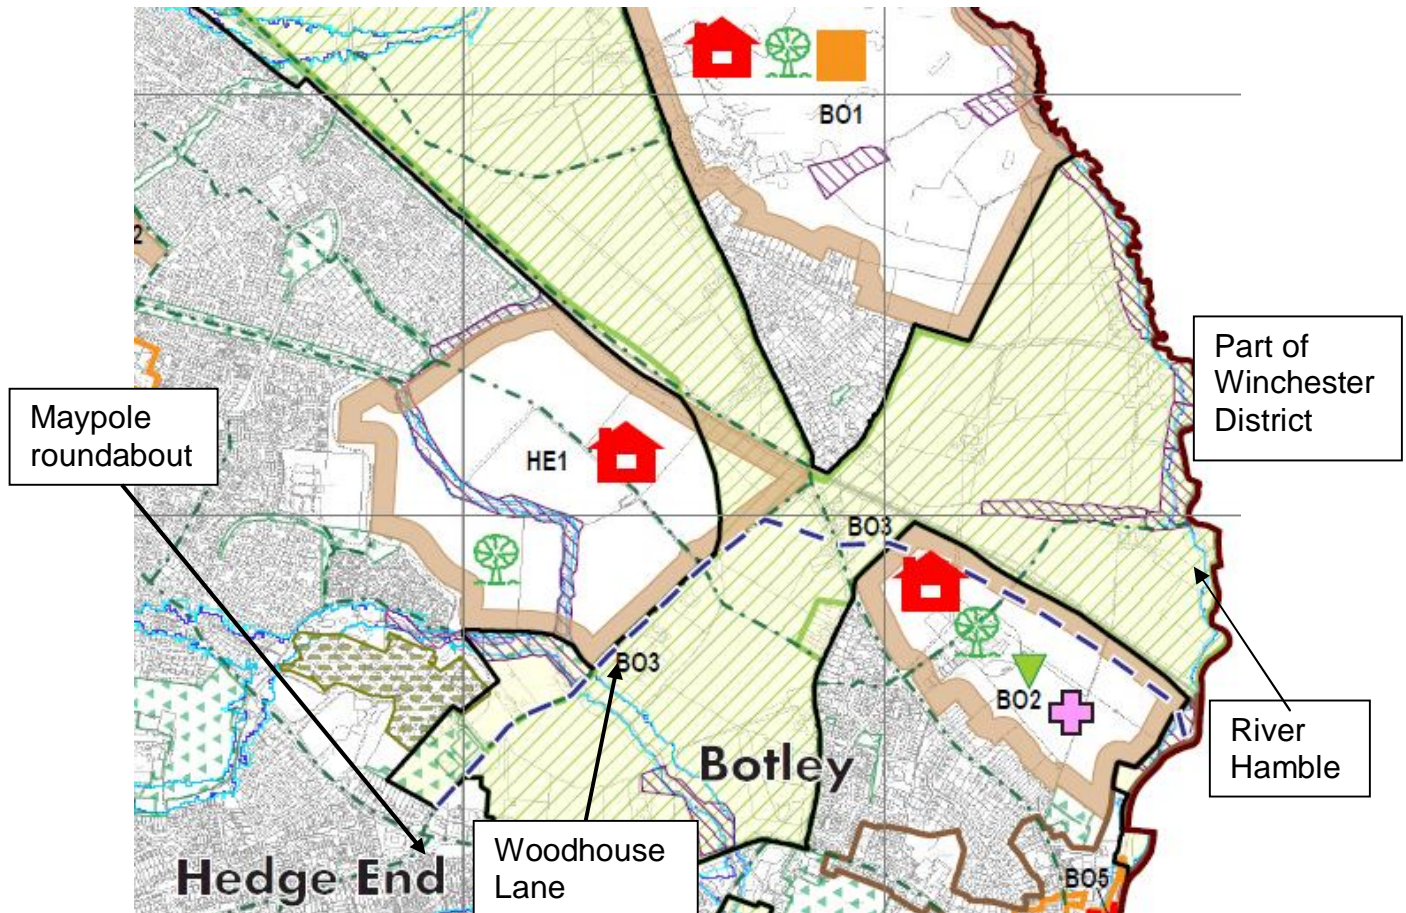 BO1
2
Part of
Winchester
District
Maypole
roundabout
HE1
BO3
BO3
BO2
River
Hamble
Botley
Woodhouse
Lane
Hedge End
BO5